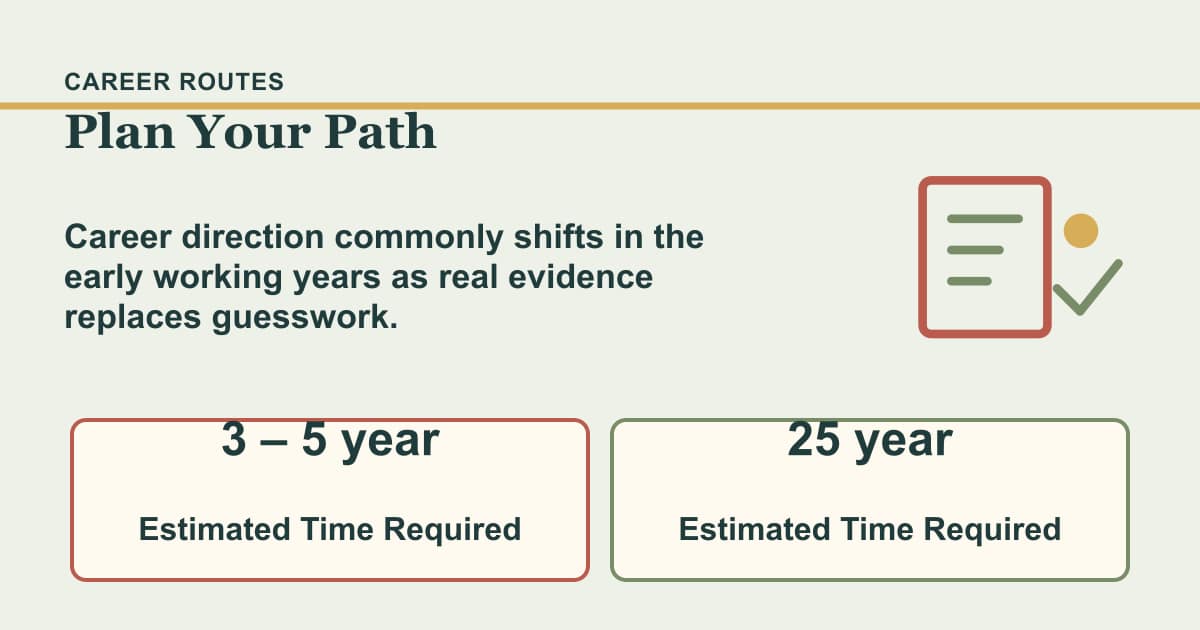 CAREER ROUTES
Plan Your Path
Career direction commonly shifts in the
early working years as real evidence
replaces guesswork.
3 – 5 year
Estimated Time Required
25 year
Estimated Time Required